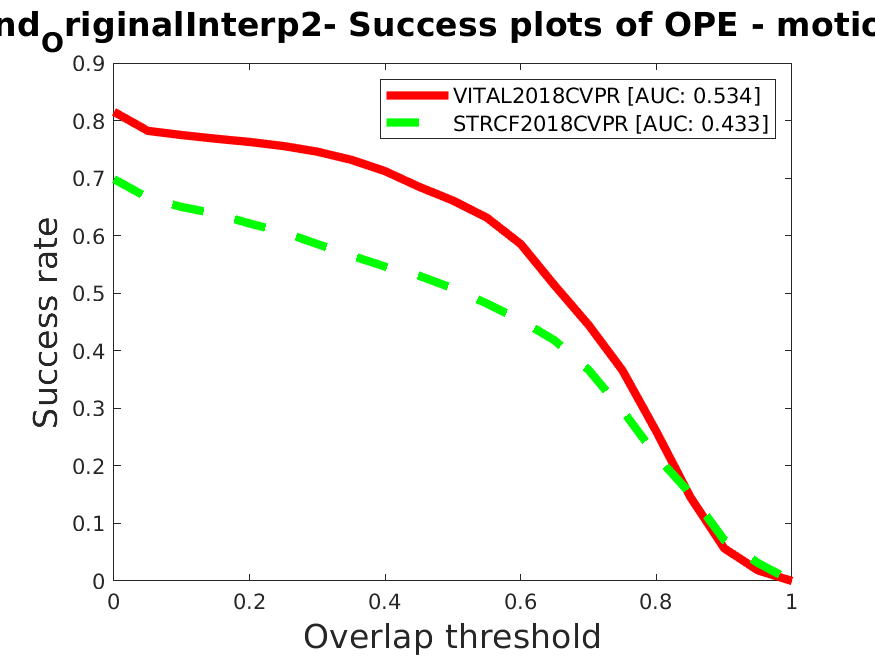 nd_OriginalInterp2- Success plots of OPE - motio
VITAL2018CVPR [AUC: 0.534]
STRCF2018CVPR [AUC: 0.433]
Success rate
0.9
0.8
0.7
0.6
0.5
0.4
0.3
0.2
0.1
0
0 0.2 0.4 0.6 0.8 1
Overlap threshold